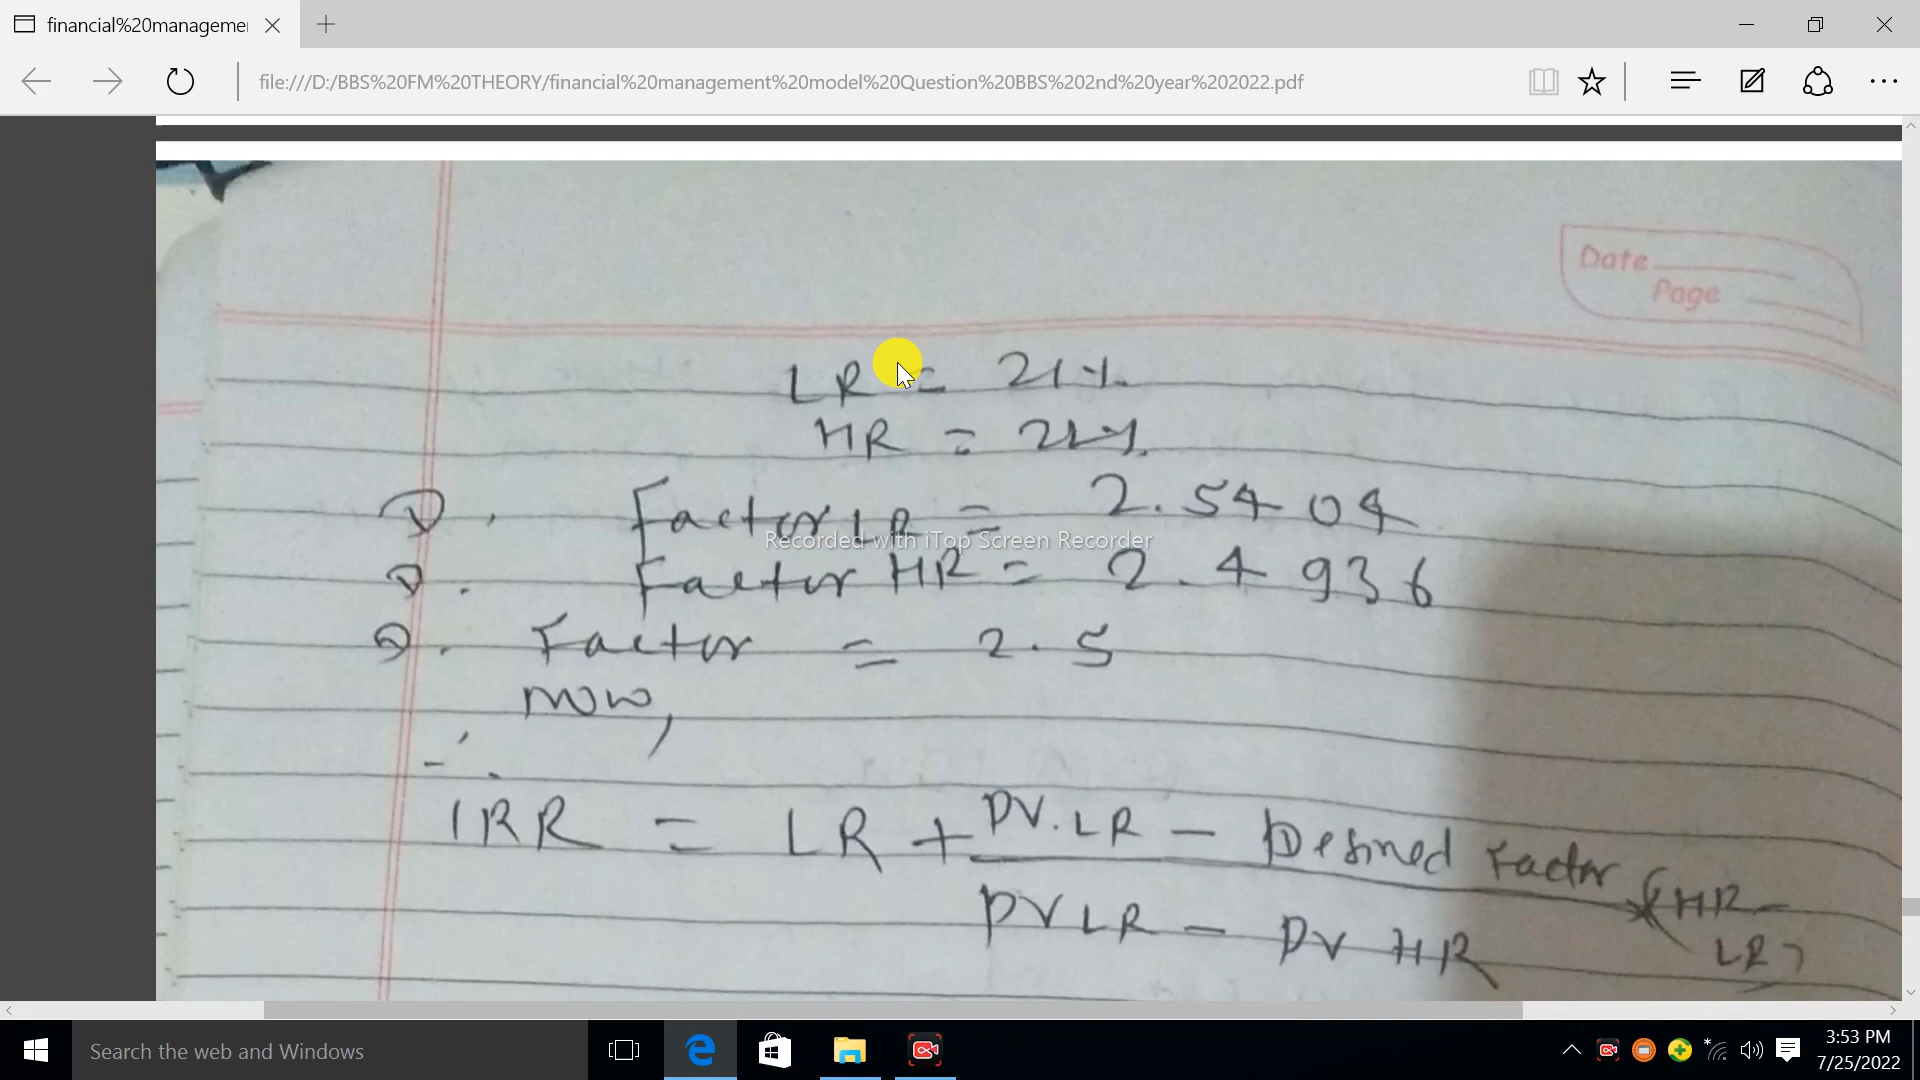 financial%20manageme
file:///D:/BBS%20FM%20THEORY/financial%20management%20model%20Question%20BBS%202nd%20year%202022.pdf
Date
Page
LR = 21%
HR = 22%
D. Factor LR = 2.5404
Recorded with iTop Screen Recorder
D. Factor HR = 2.4936
D. Factor = 2.5
Now,
∴
IRR = LR + PV.LR - Desired Factor
PV LR - PV HR
× (HR -
LR)
Search the web and Windows
3:53 PM
7/25/2022